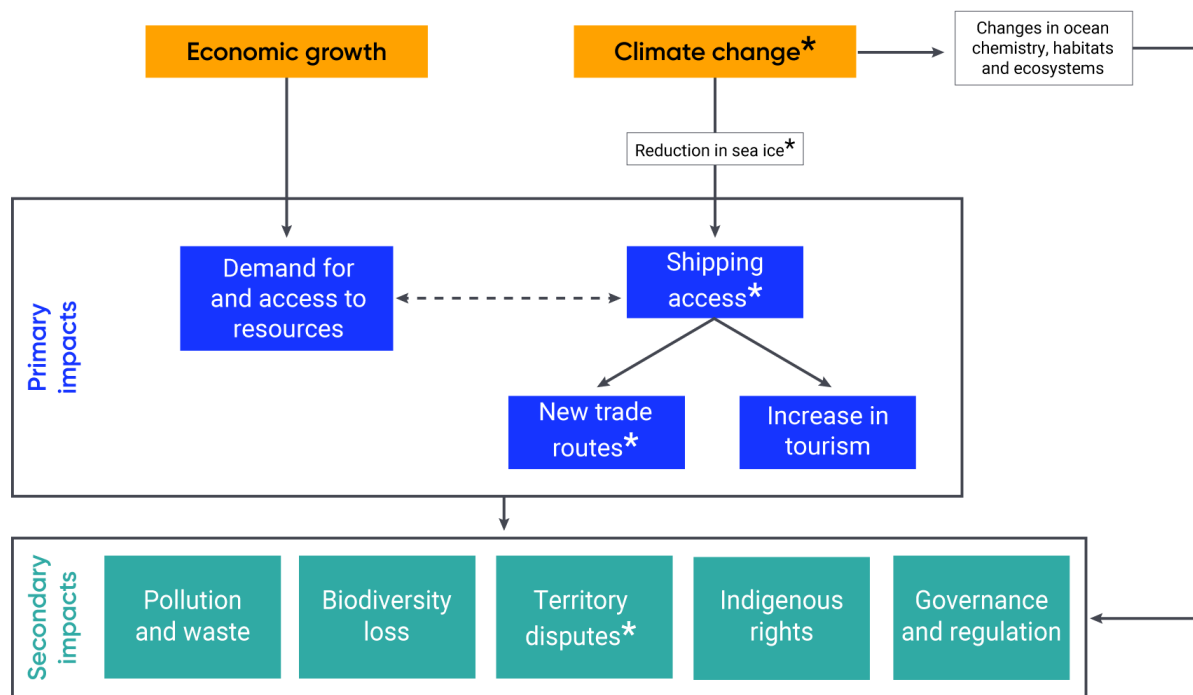 Economic growth
Climate change*
Changes in ocean
chemistry, habitats
and ecosystems
Reduction in sea ice*
Primary
impacts
Demand for
and access to
resources
Shipping
access*
New trade
routes*
Increase in
tourism
Secondary
impacts
Pollution
and waste
Biodiversity
loss
Territory
disputes*
Indigenous
rights
Governance
and regulation